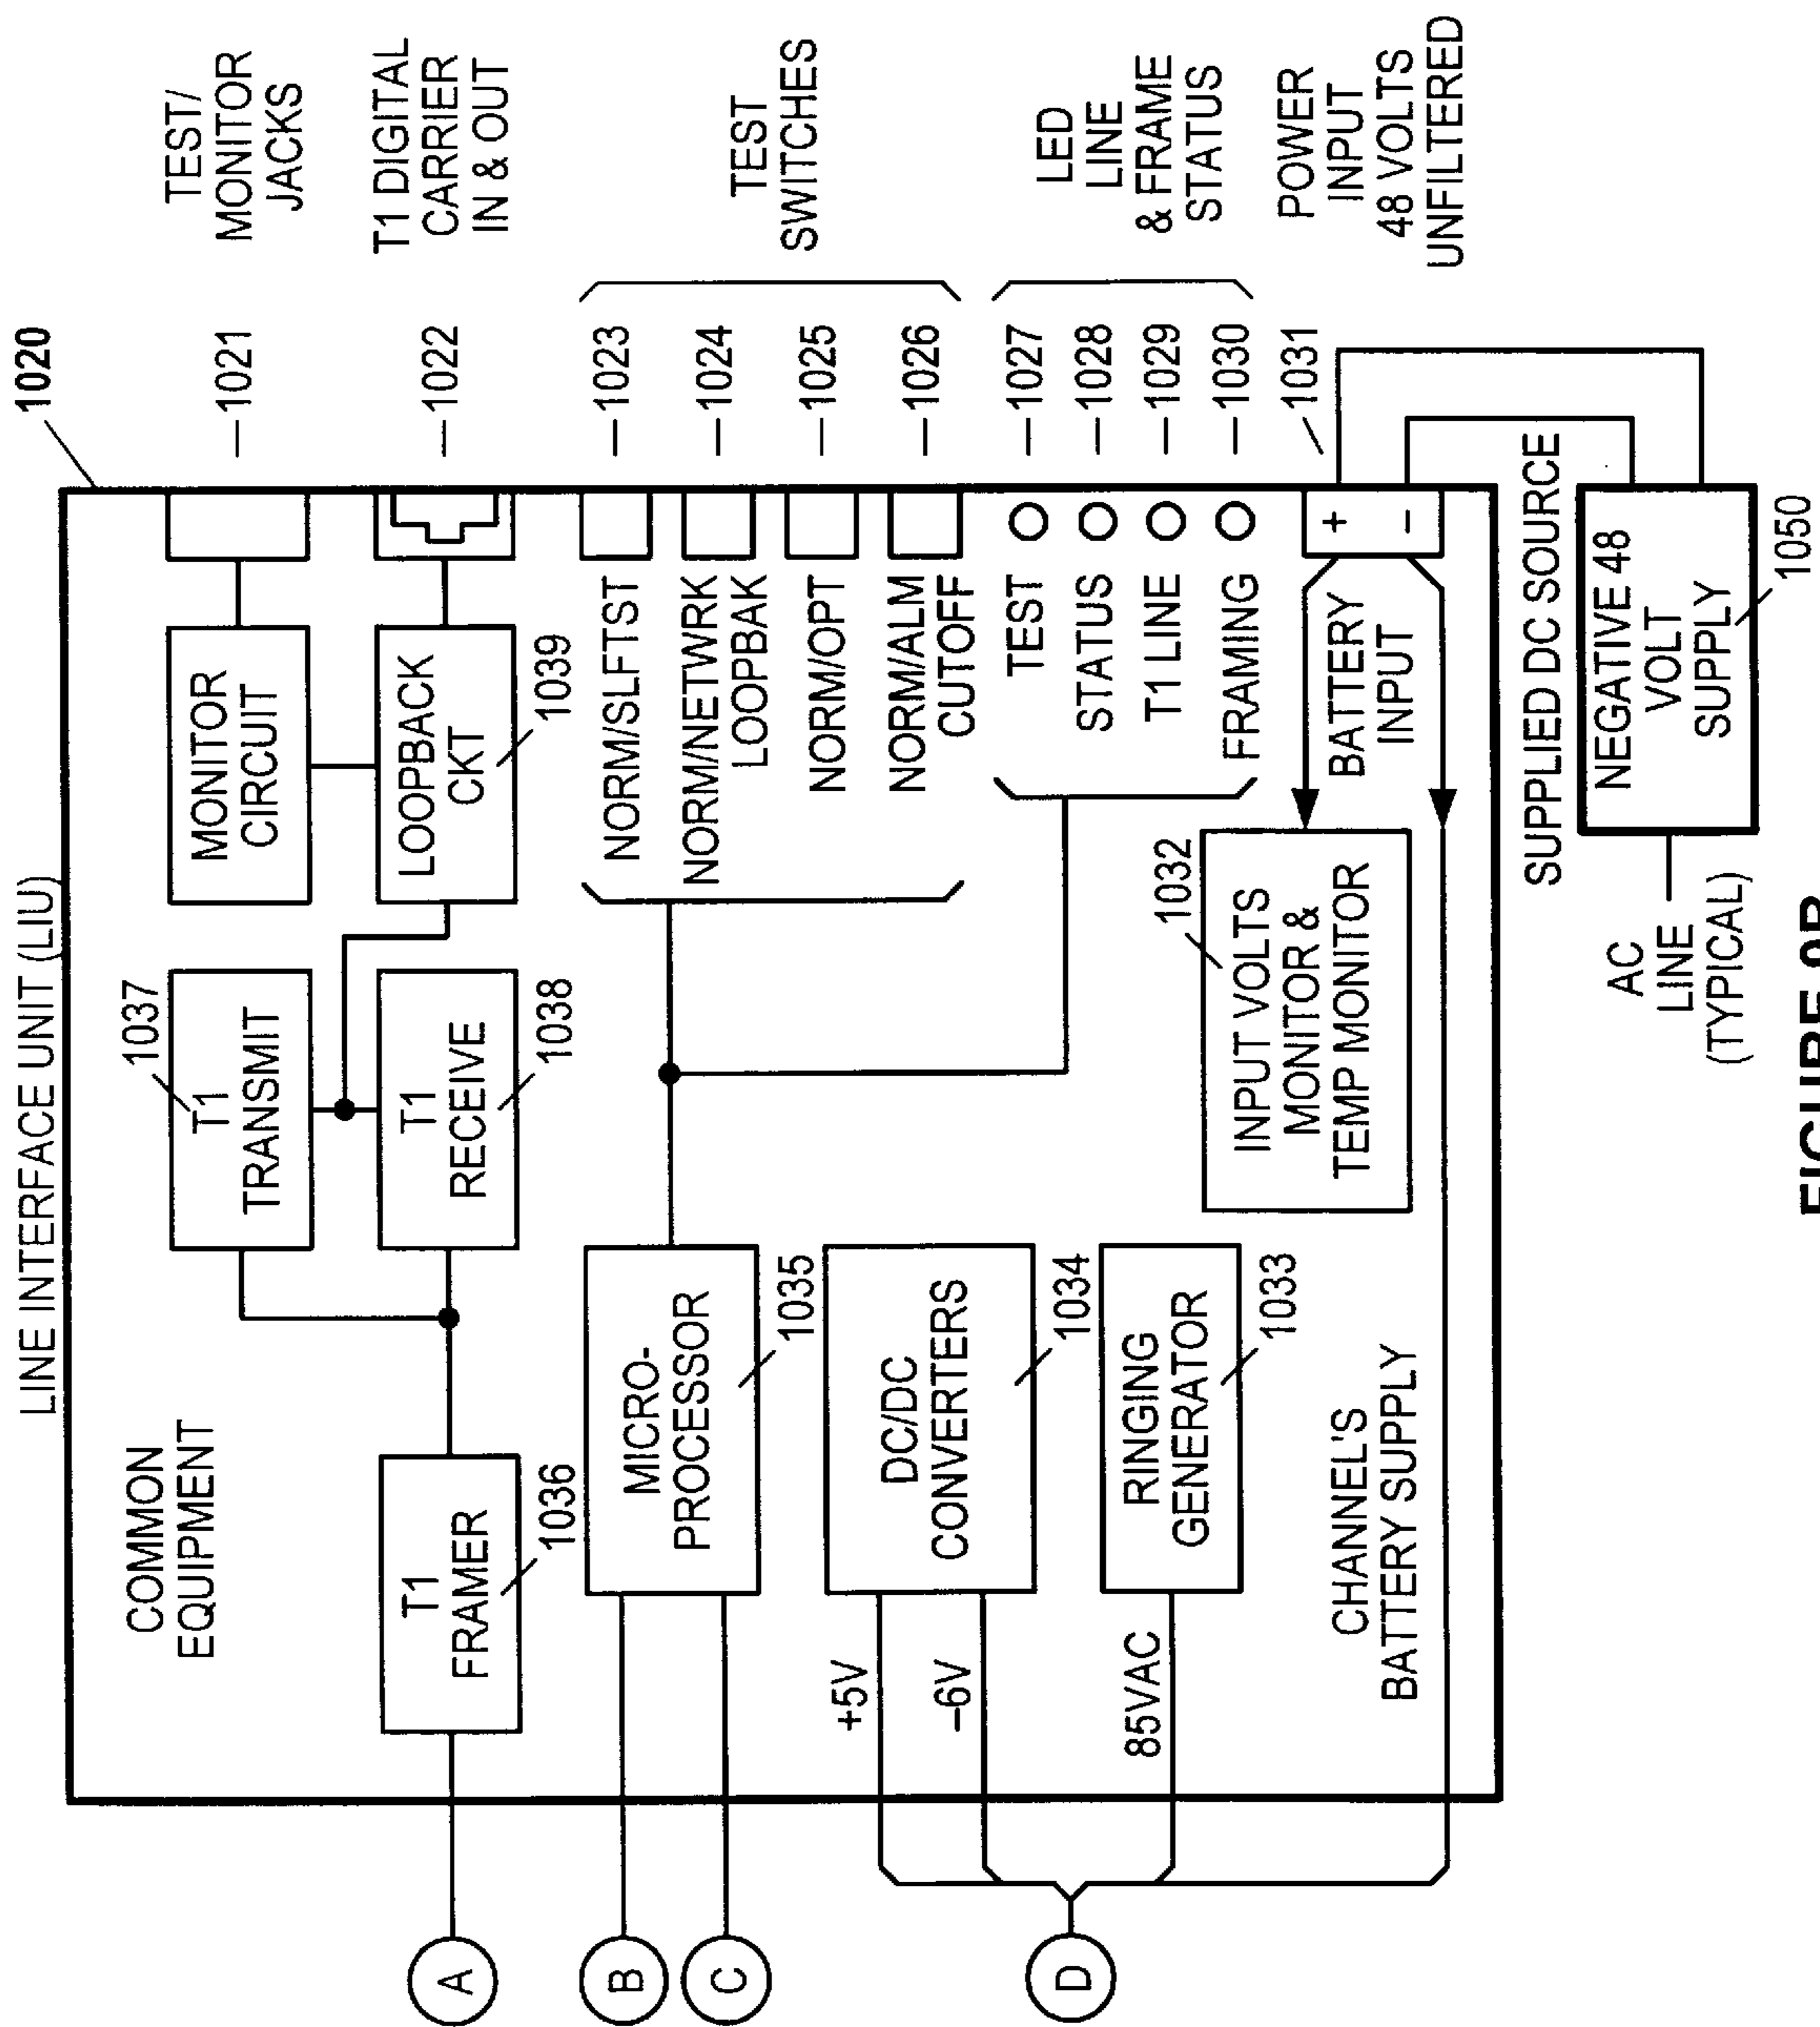 LINE INTERFACE UNIT (LIU)
1020
COMMON
EQUIPMENT
T1
FRAMER
1036
1037
T1
TRANSMIT
T1
RECEIVE
1038
MONITOR
CIRCUIT
LOOPBACK
CKT
1039
1021
TEST/
MONITOR
JACKS
1022
T1 DIGITAL
CARRIER
IN & OUT
MICRO-
PROCESSOR
1035
NORM/SLFTST
NORM/NETWRK
LOOPBAK
NORM/OPT
NORM/ALM
CUTOFF
1023
1024
1025
1026
TEST
SWITCHES
DC/DC
CONVERTERS
1034
+5V
–6V
TEST
STATUS
T1 LINE
FRAMING
1027
1028
1029
1030
LED
LINE
& FRAME
STATUS
RINGING
GENERATOR
1033
85VAC
1032
INPUT VOLTS
MONITOR &
TEMP MONITOR
BATTERY
INPUT
+
–
1031
POWER
INPUT
48 VOLTS
UNFILTERED
CHANNEL'S
BATTERY SUPPLY
A
B
C
D
SUPPLIED DC SOURCE
NEGATIVE 48
VOLT
SUPPLY
1050
AC
LINE
(TYPICAL)